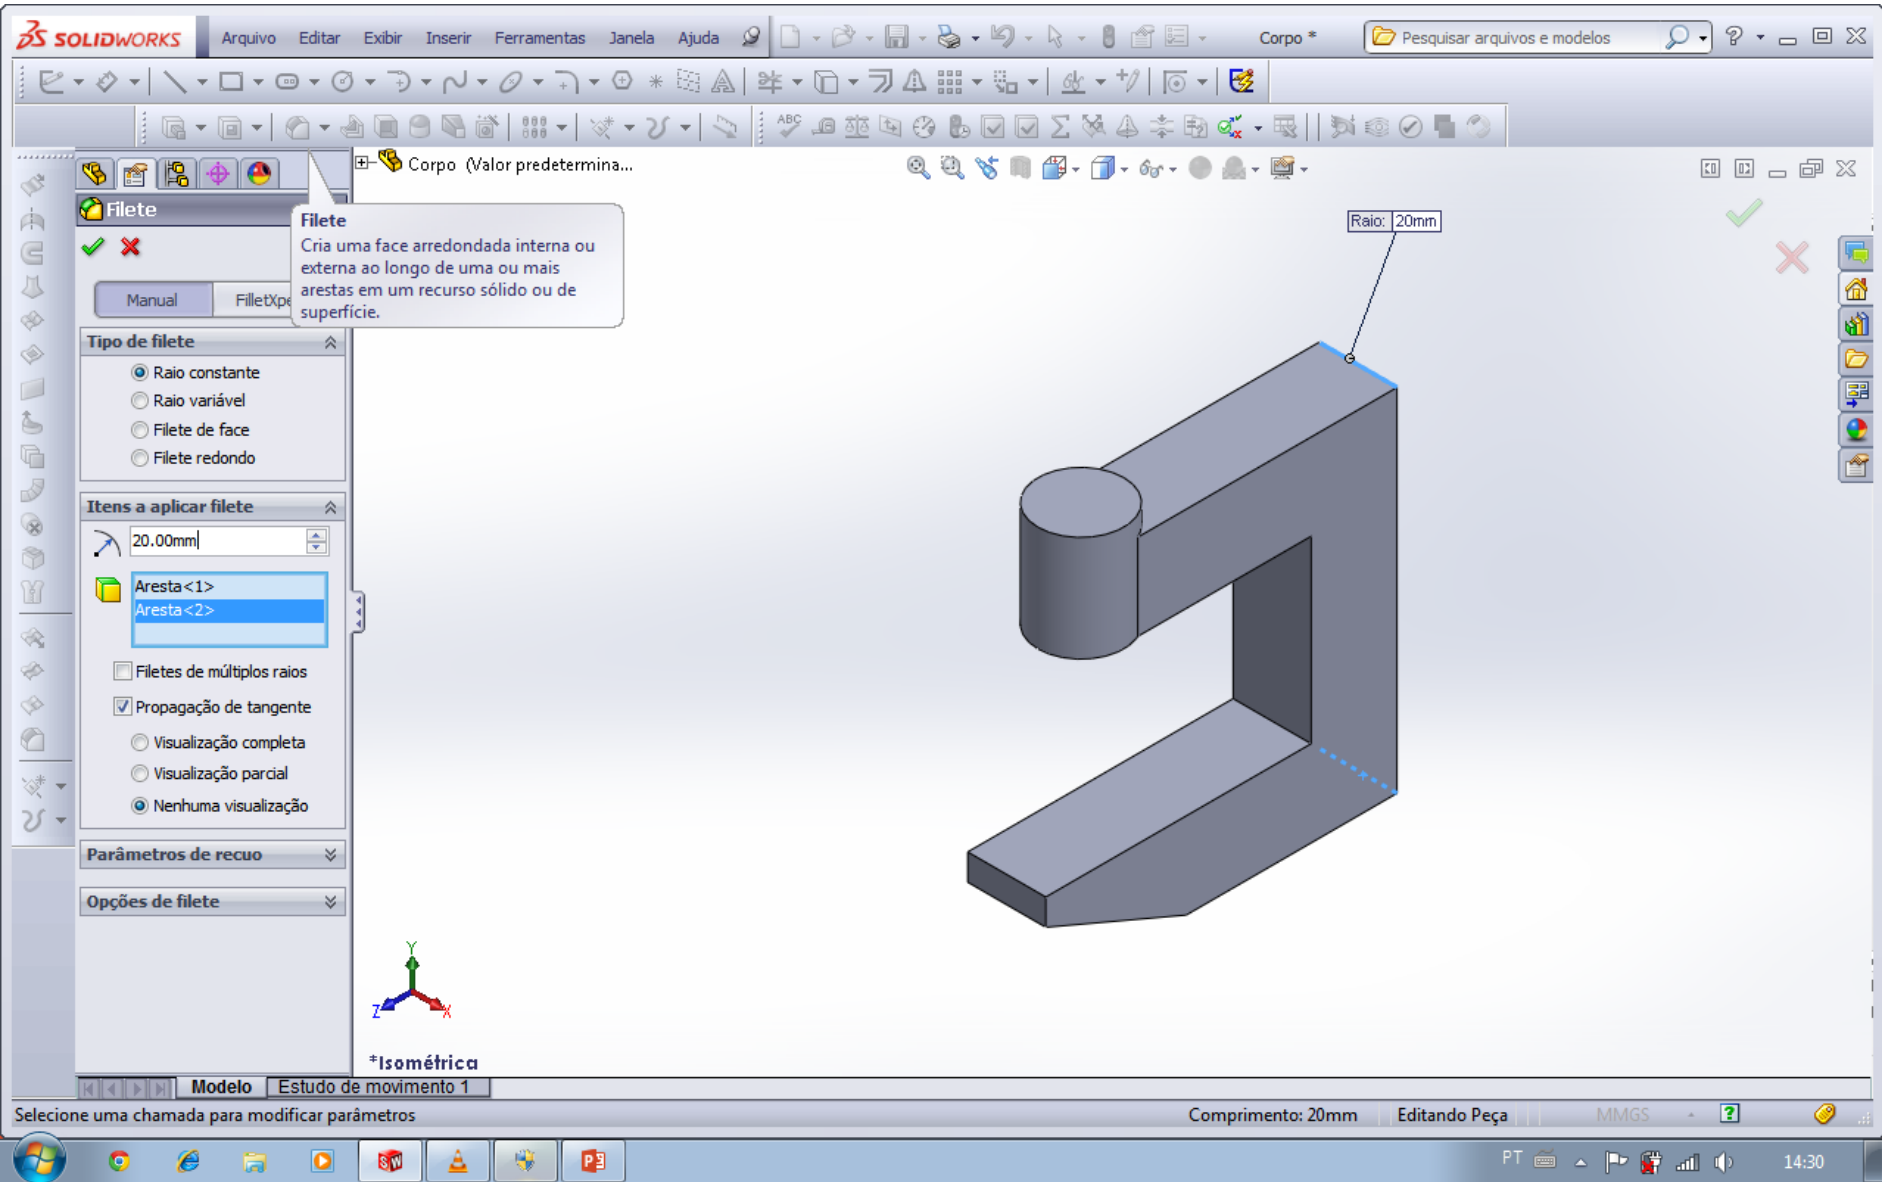 SOLIDWORKS
Arquivo Editar Exibir Inserir Ferramentas Janela Ajuda
Corpo *
Pesquisar arquivos e modelos
ABC
Corpo (Valor predetermina...
Filete
Filete
Cria uma face arredondada interna ou
externa ao longo de uma ou mais
arestas em um recurso sólido ou de
superfície.
Manual
FilletXpe
Raio: 20mm
Tipo de filete
Raio constante
Raio variável
Filete de face
Filete redondo
Itens a aplicar filete
20.00mm
Aresta<1>
Aresta<2>
Filetes de múltiplos raios
Propagação de tangente
Visualização completa
Visualização parcial
Nenhuma visualização
Parâmetros de recuo
Opções de filete
Y
Z
X
*Isométrica
Modelo
Estudo de movimento 1
Selecione uma chamada para modificar parâmetros
Comprimento: 20mm
Editando Peça
MMGS
SW
PT
14:30